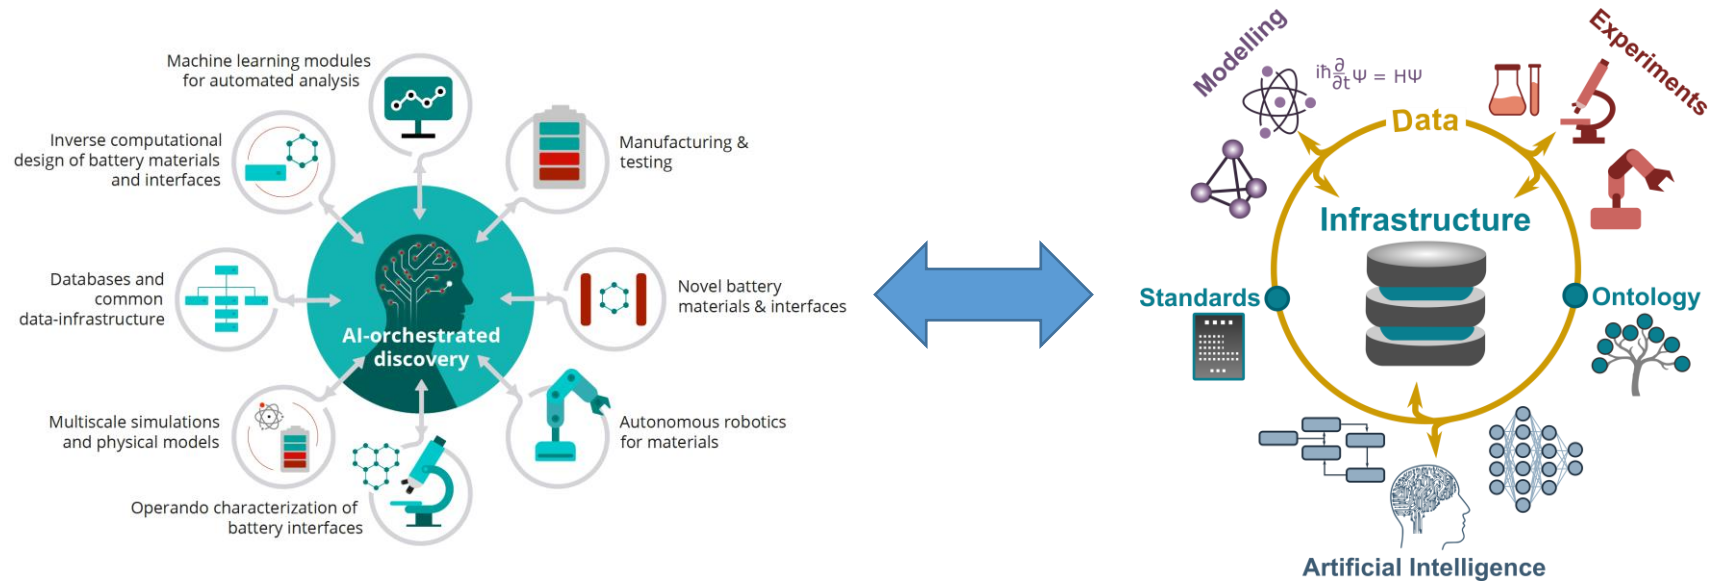 Machine learning modules
for automated analysis
Inverse computational
design of battery materials
and interfaces
Manufacturing &
testing
Databases and
common
data-infrastructure
AI-orchestrated
discovery
Novel battery
materials & interfaces
Multiscale simulations
and physical models
Autonomous robotics
for materials
Operando characterization of
battery interfaces
Modelling
iħ ∂/∂t Ψ = HΨ
Experiments
Data
Infrastructure
Standards
Ontology
Artificial Intelligence